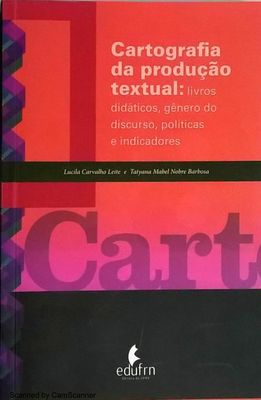 Cartografia
da produção
textual: livros
didáticos, gênero do
discurso, políticas
e indicadores
Lucila Carvalho Leite e Tatyana Mabel Nobre Barbosa
Carto
edufrn
Scanned by CamScanner